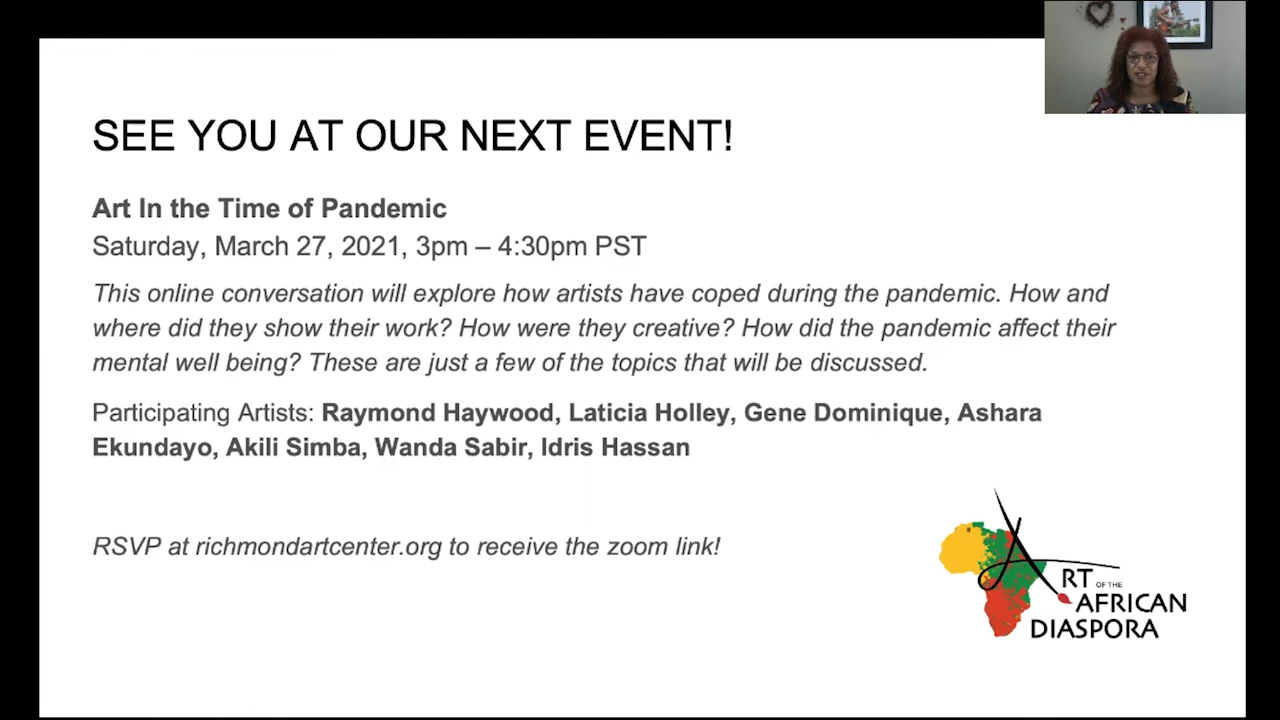 SEE YOU AT OUR NEXT EVENT!
Art In the Time of Pandemic
Saturday, March 27, 2021, 3pm – 4:30pm PST
This online conversation will explore how artists have coped during the pandemic. How and
where did they show their work? How were they creative? How did the pandemic affect their
mental well being? These are just a few of the topics that will be discussed.
Participating Artists: Raymond Haywood, Laticia Holley, Gene Dominique, Ashara
Ekundayo, Akili Simba, Wanda Sabir, Idris Hassan
RSVP at richmondartcenter.org to receive the zoom link!
ART OF THE
AFRICAN
DIASPORA